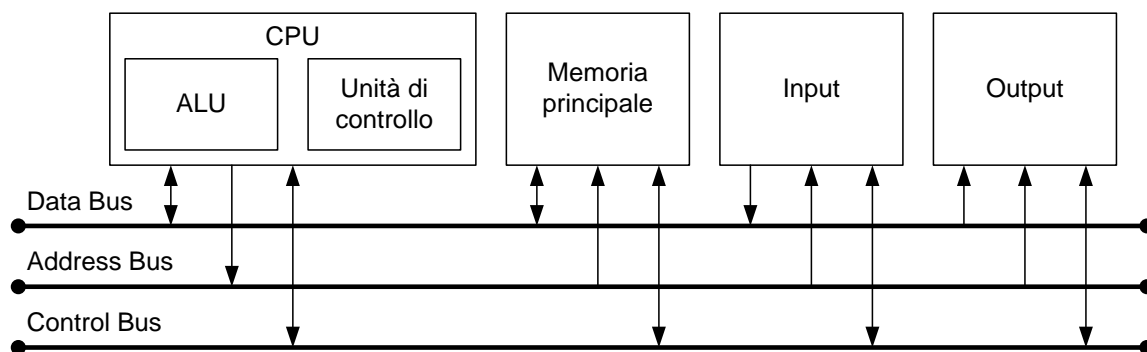 CPU
ALU
Unità di
controllo
Memoria
principale
Input
Output
Data Bus
Address Bus
Control Bus